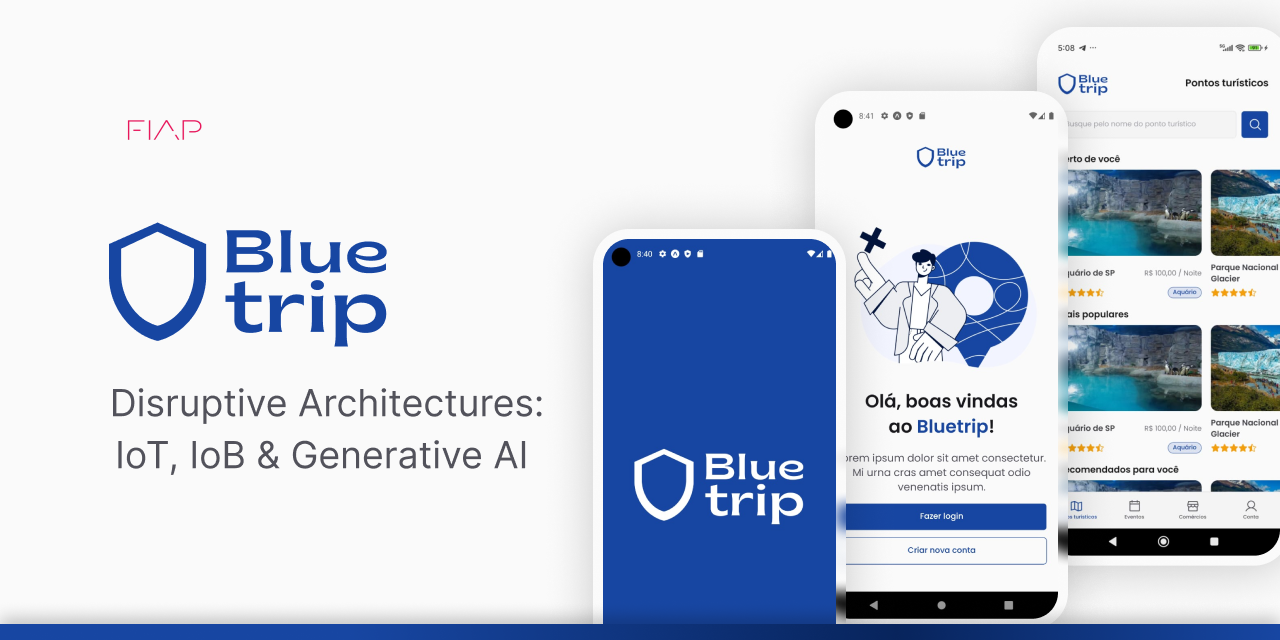 FIAP
Blue
trip
Disruptive Architectures:
IoT, IoB & Generative AI
8:40
Blue
trip
8:41
Blue
trip
Olá, boas vindas
ao Bluetrip!
orem ipsum dolor sit amet consectetur.
Mi urna cras amet consequat odio
venenatis ipsum.
Fazer login
Criar nova conta
5:08
Blue
trip
Pontos turísticos
usque pelo nome do ponto turístico
erto de você
quário de SP
R$ 100,00 / Noite
Aquário
Parque Nacional
Glacier
ais populares
quário de SP
R$ 100,00 / Noite
Aquário
Parque Nacional
Glacier
ecomendados para você
os turísticos
Eventos
Comércios
Conta